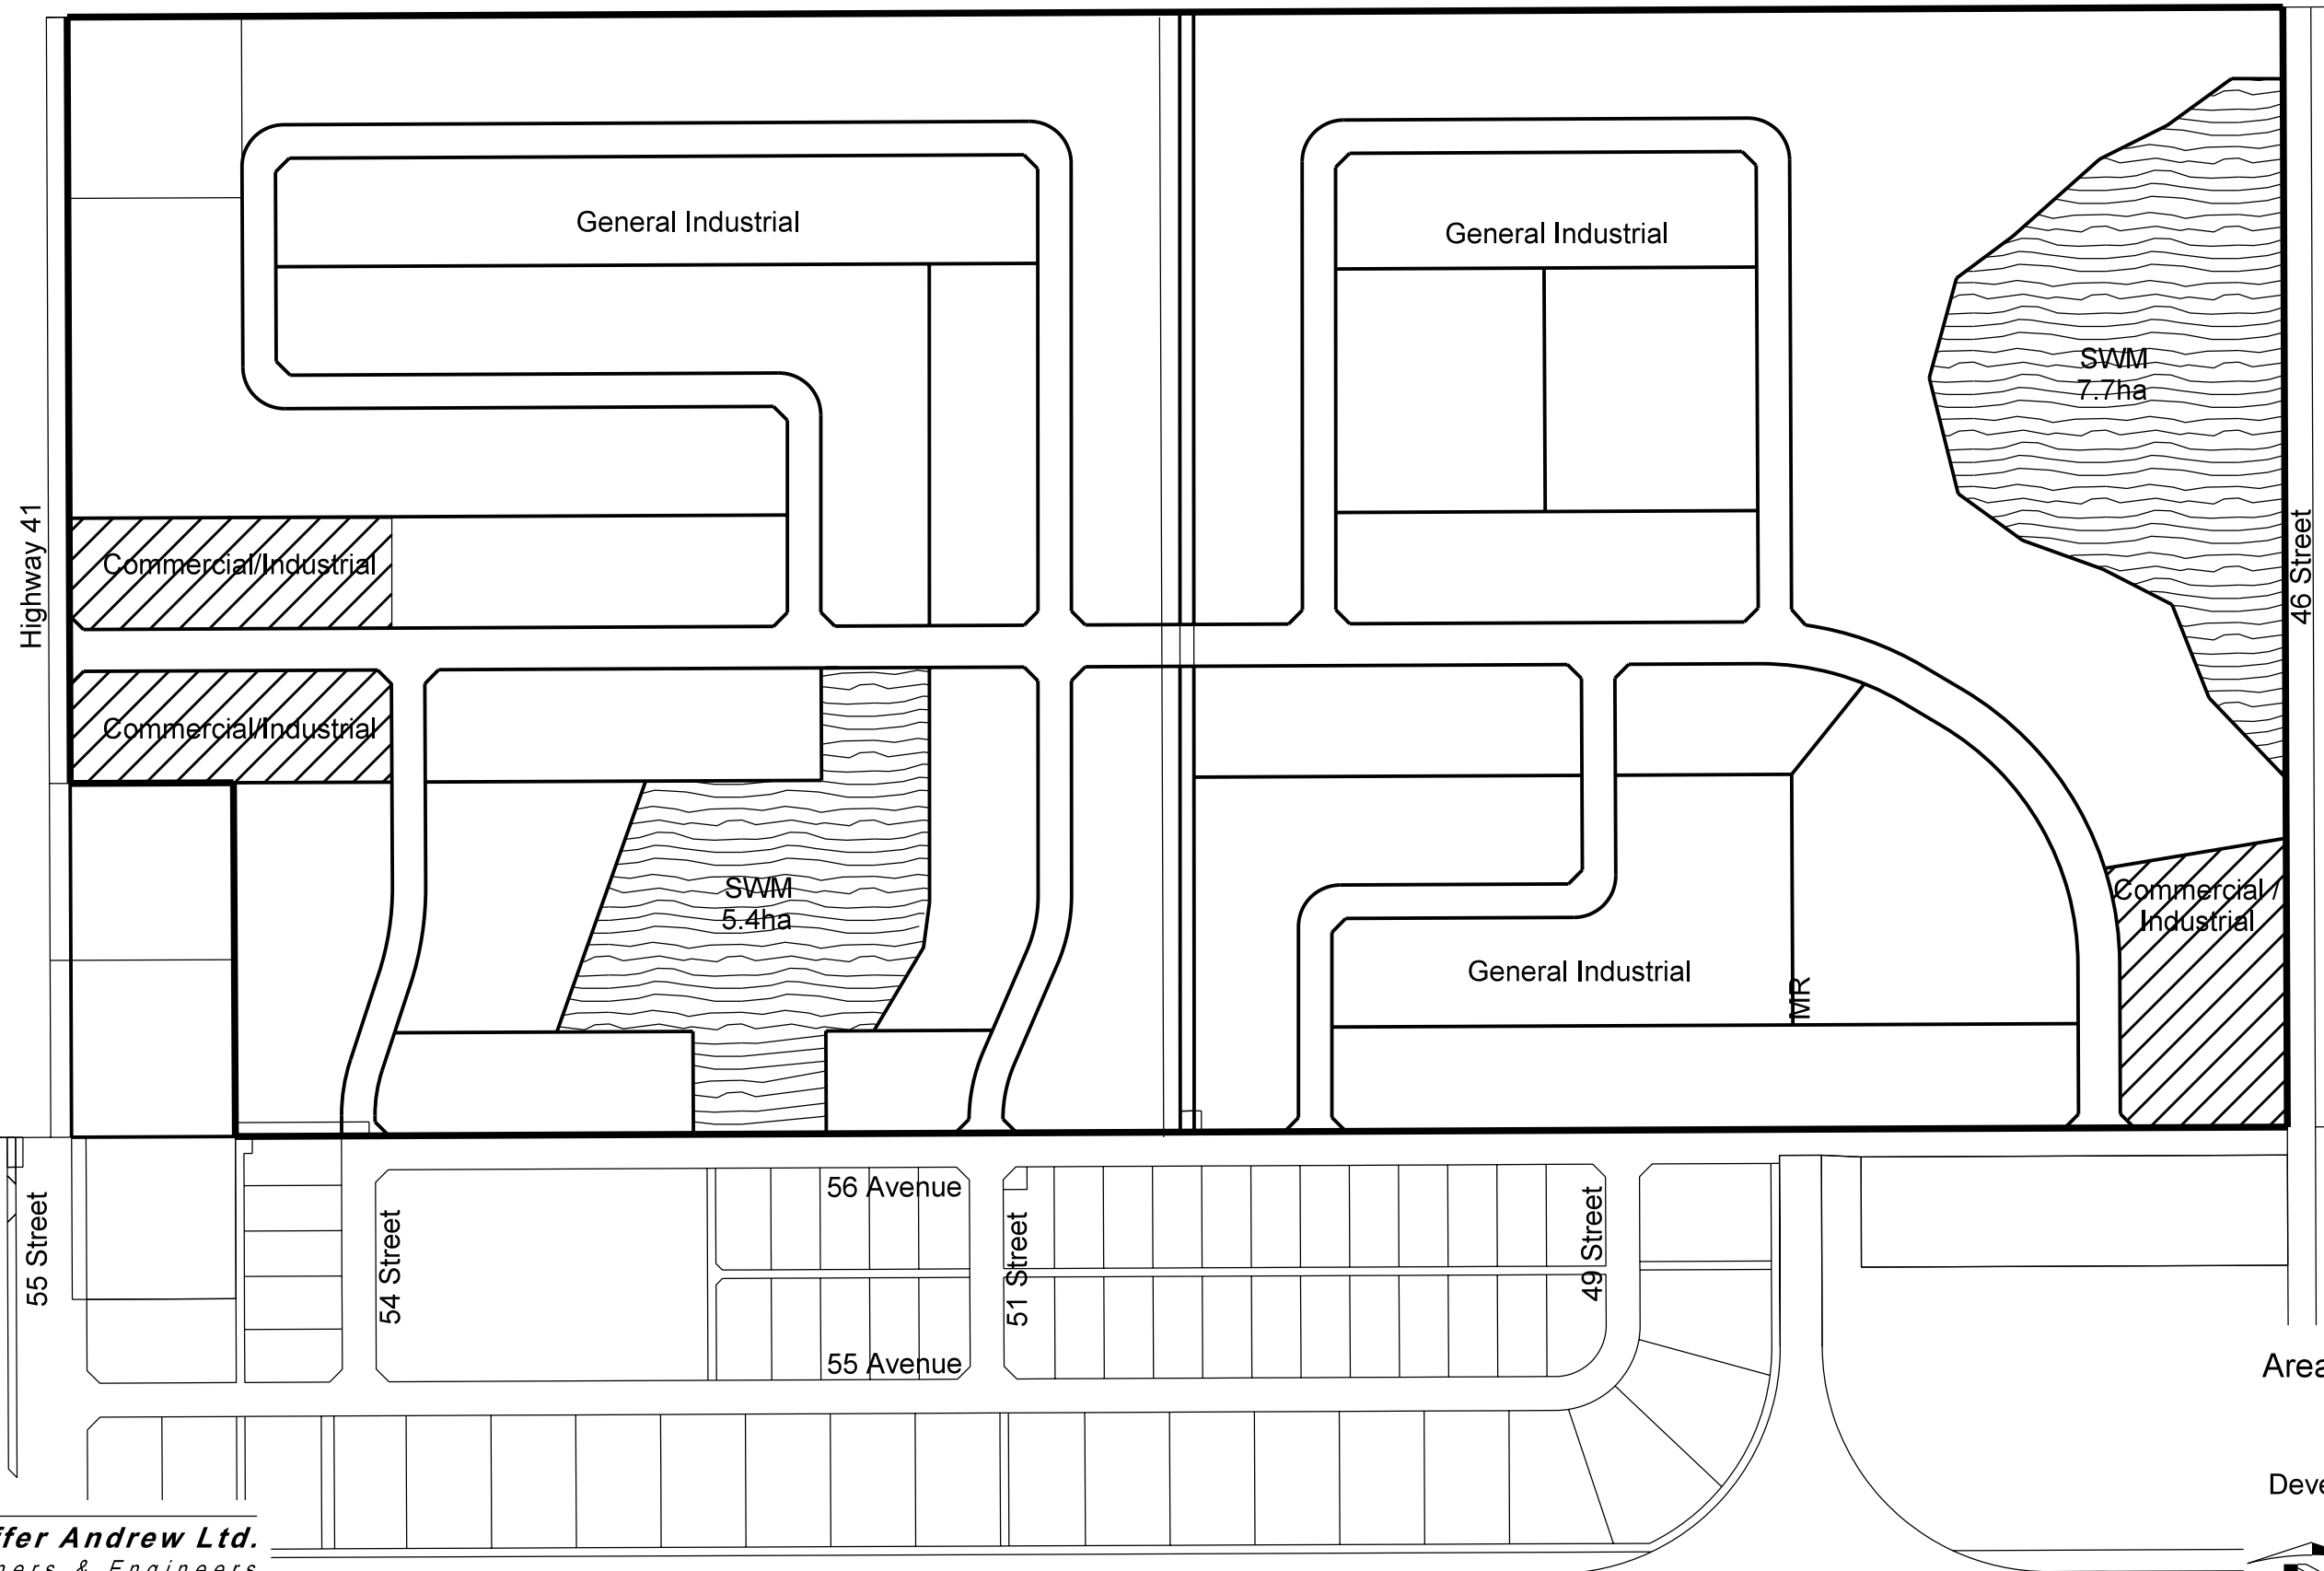 General Industrial
General Industrial
SWM
7.7ha
Highway 41
Commercial/Industrial
46 Street
Commercial/Industrial
SWM
5.4ha
Commercial /
Industrial
General Industrial
MR
56 Avenue
55 Street
54 Street
51 Street
49 Street
55 Avenue
Area
Deve
ffer Andrew Ltd.
ners & Engineers